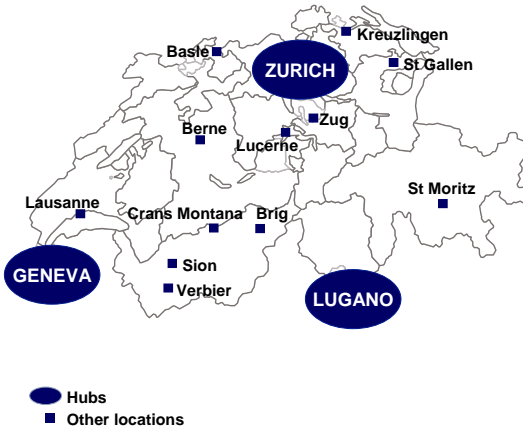 Kreuzlingen
Basle
St Gallen
ZURICH
Zug
Berne
Lucerne
St Moritz
Lausanne
Crans Montana
Brig
Sion
GENEVA
Verbier
LUGANO
Hubs
Other locations